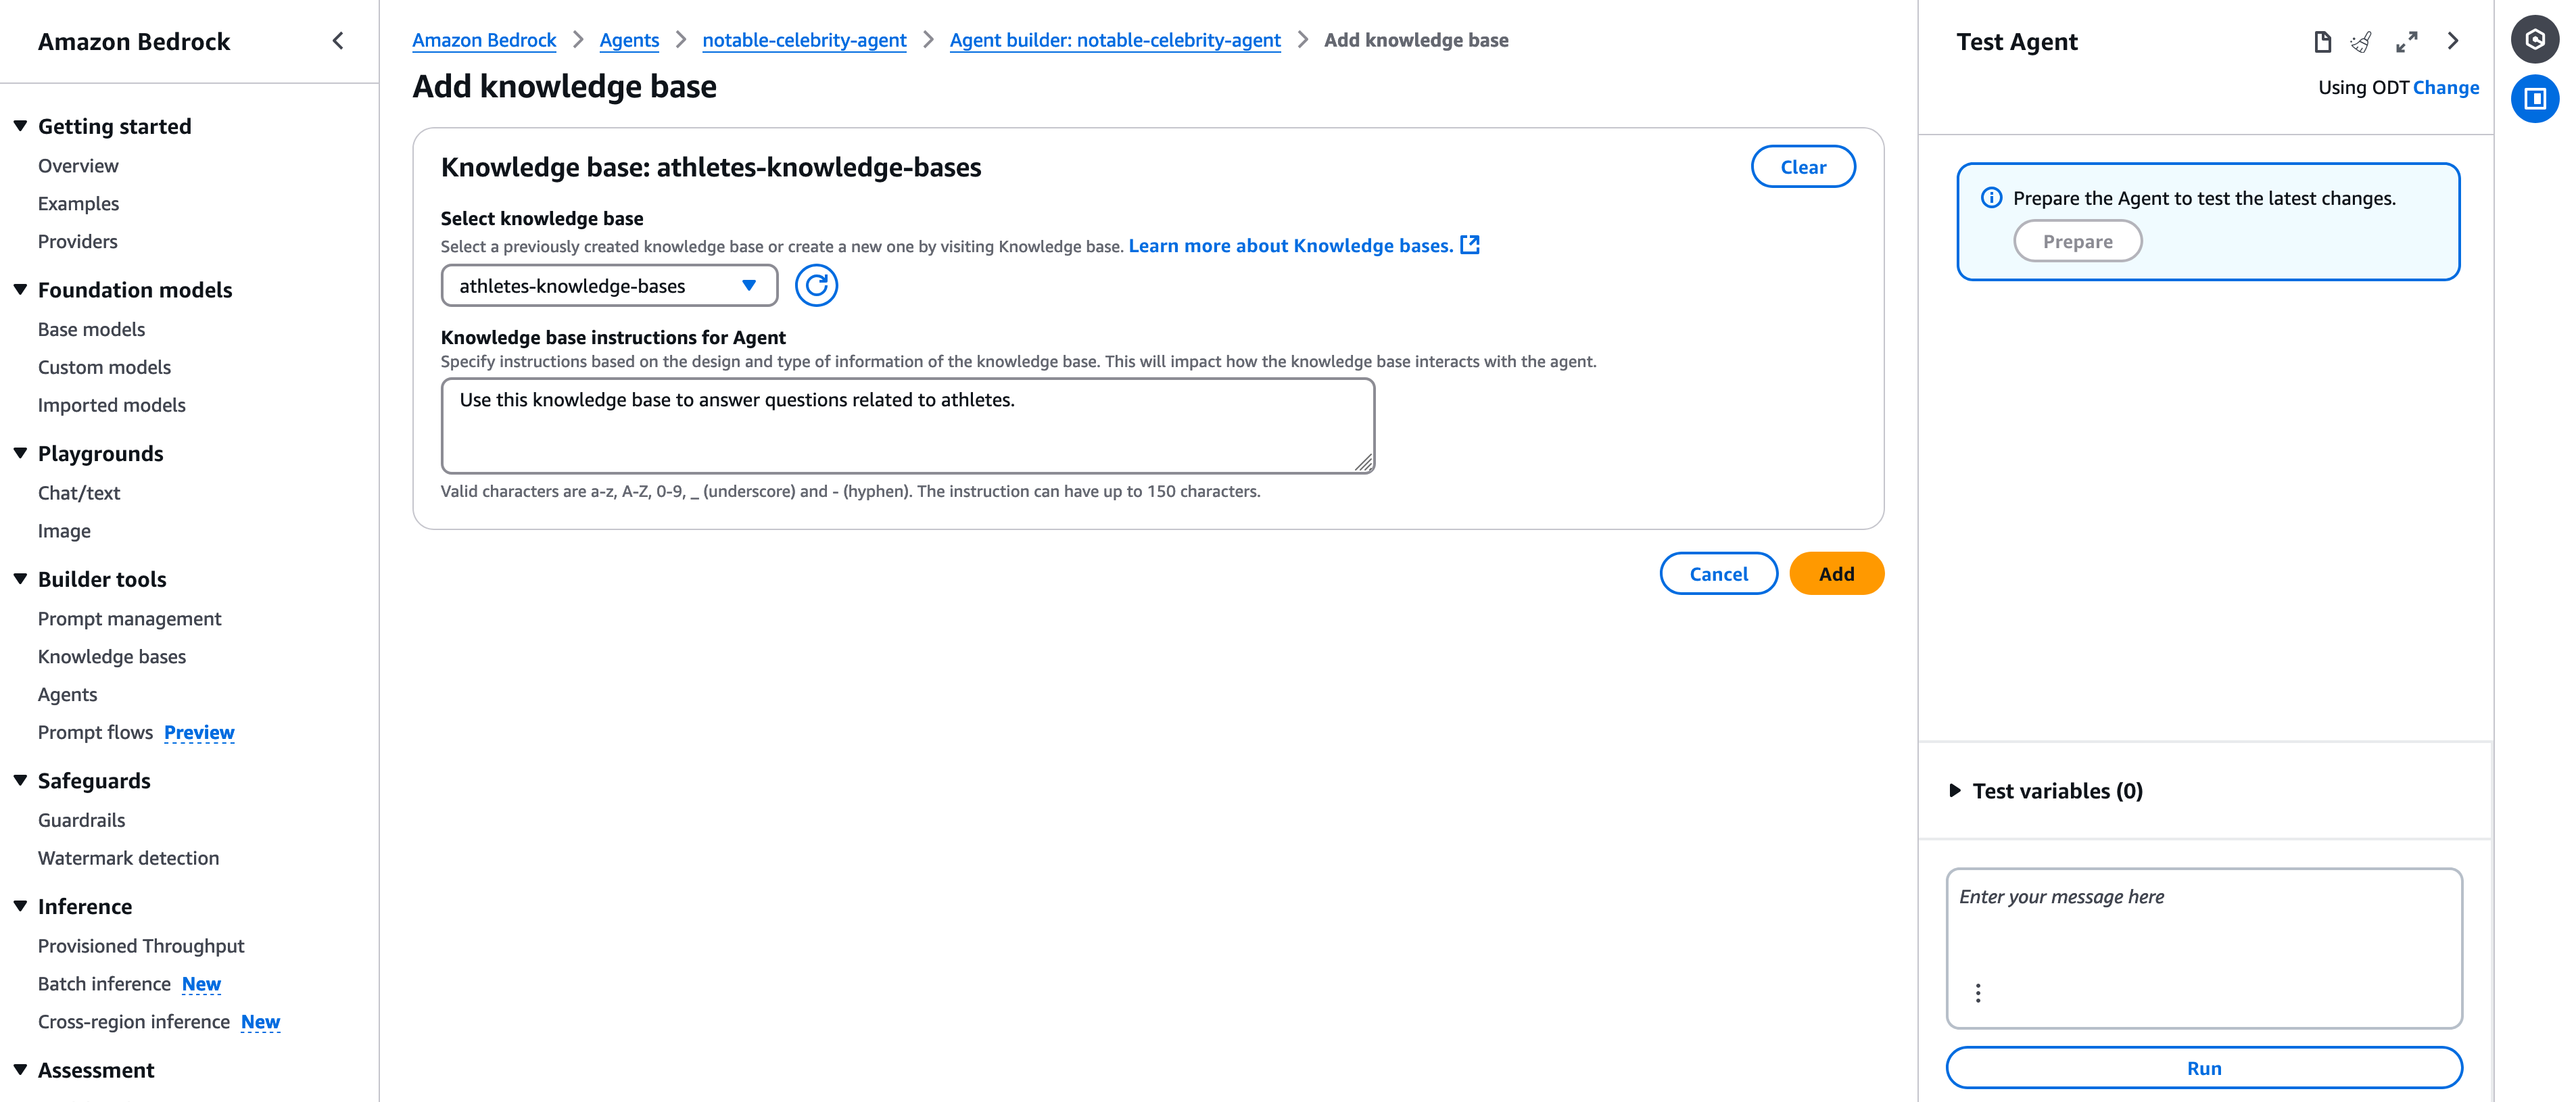 Amazon Bedrock
Getting started
Overview
Examples
Providers
Foundation models
Base models
Custom models
Imported models
Playgrounds
Chat/text
Image
Builder tools
Prompt management
Knowledge bases
Agents
Prompt flows Preview
Safeguards
Guardrails
Watermark detection
Inference
Provisioned Throughput
Batch inference New
Cross-region inference New
Assessment
Amazon Bedrock > Agents > notable-celebrity-agent > Agent builder: notable-celebrity-agent > Add knowledge base
Add knowledge base
Knowledge base: athletes-knowledge-bases
Clear
Select knowledge base
Select a previously created knowledge base or create a new one by visiting Knowledge base. Learn more about Knowledge bases.
athletes-knowledge-bases
Knowledge base instructions for Agent
Specify instructions based on the design and type of information of the knowledge base. This will impact how the knowledge base interacts with the agent.
Use this knowledge base to answer questions related to athletes.
Valid characters are a-z, A-Z, 0-9, _ (underscore) and - (hyphen). The instruction can have up to 150 characters.
Cancel Add
Test Agent
Using ODT Change
Prepare the Agent to test the latest changes.
Prepare
Test variables (0)
Enter your message here
Run